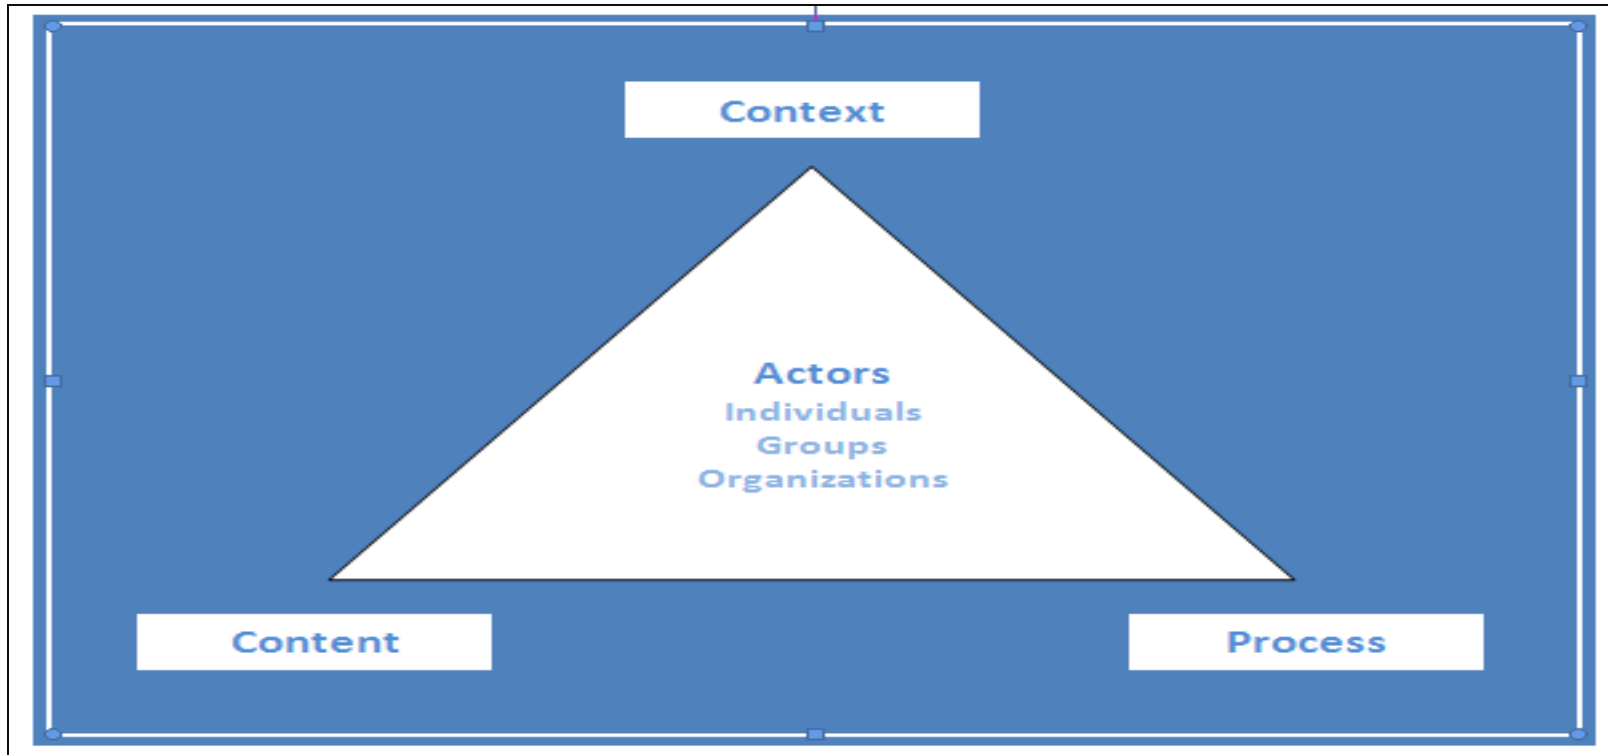 Context
Actors
Individuals
Groups
Organizations
Content
Process